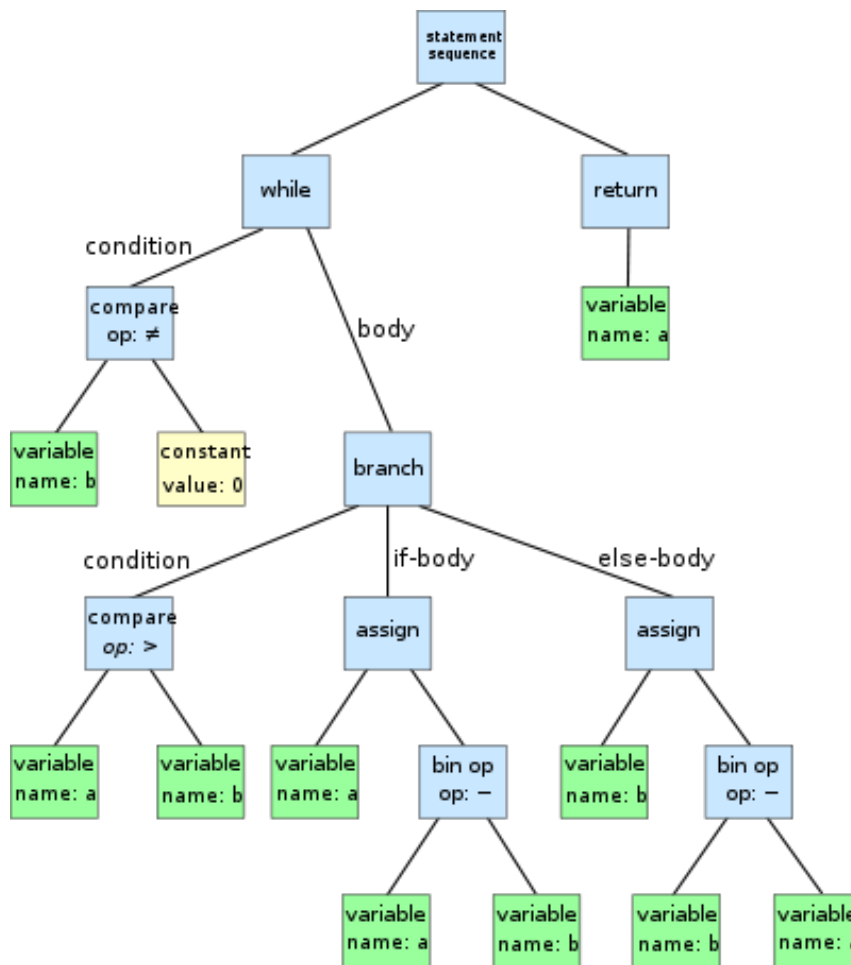 statement
sequence
while
return
condition
compare
op: ≠
body
variable
name: a
variable
name: b
constant
value: 0
branch
condition
if-body
else-body
compare
op: >
assign
assign
variable
name: a
variable
name: b
variable
name: a
bin op
op: −
variable
name: b
bin op
op: −
variable
name: a
variable
name: b
variable
name: b
variable
name: